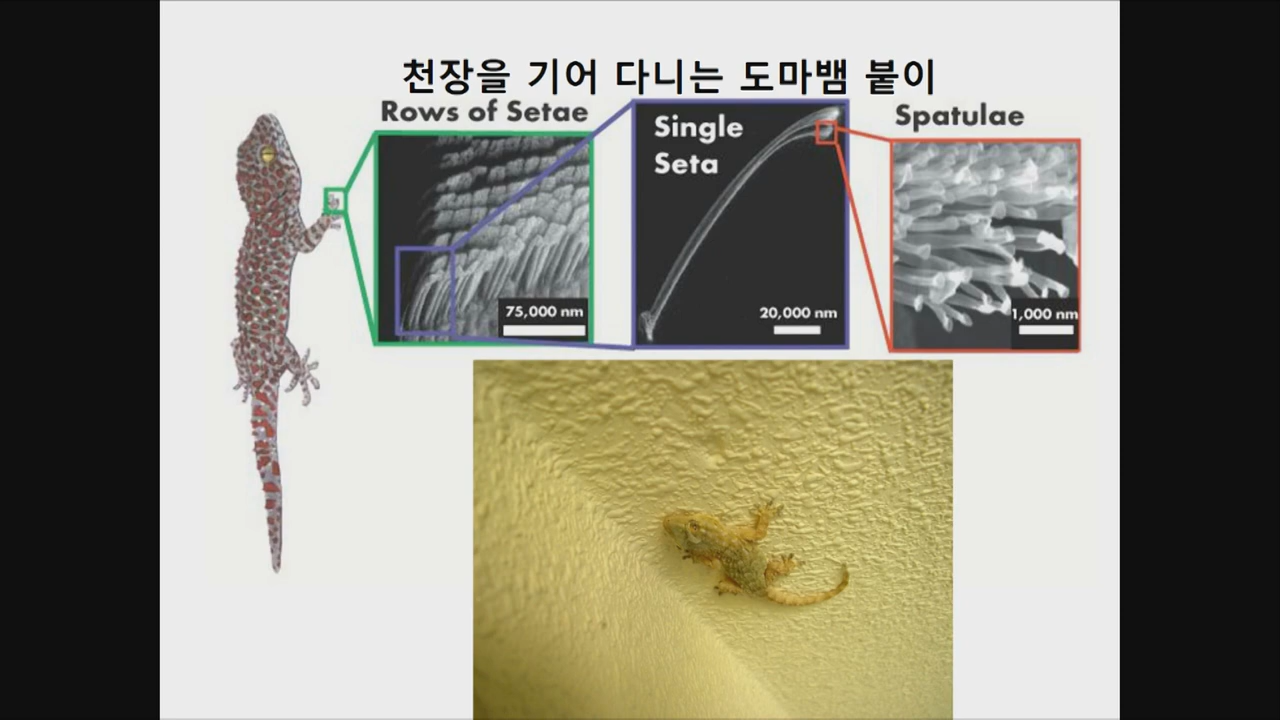 천장을 기어 다니는 도마뱀 붙이
Rows of Setae
Single
Seta
Spatulae
75,000 nm
20,000 nm
1,000 nm